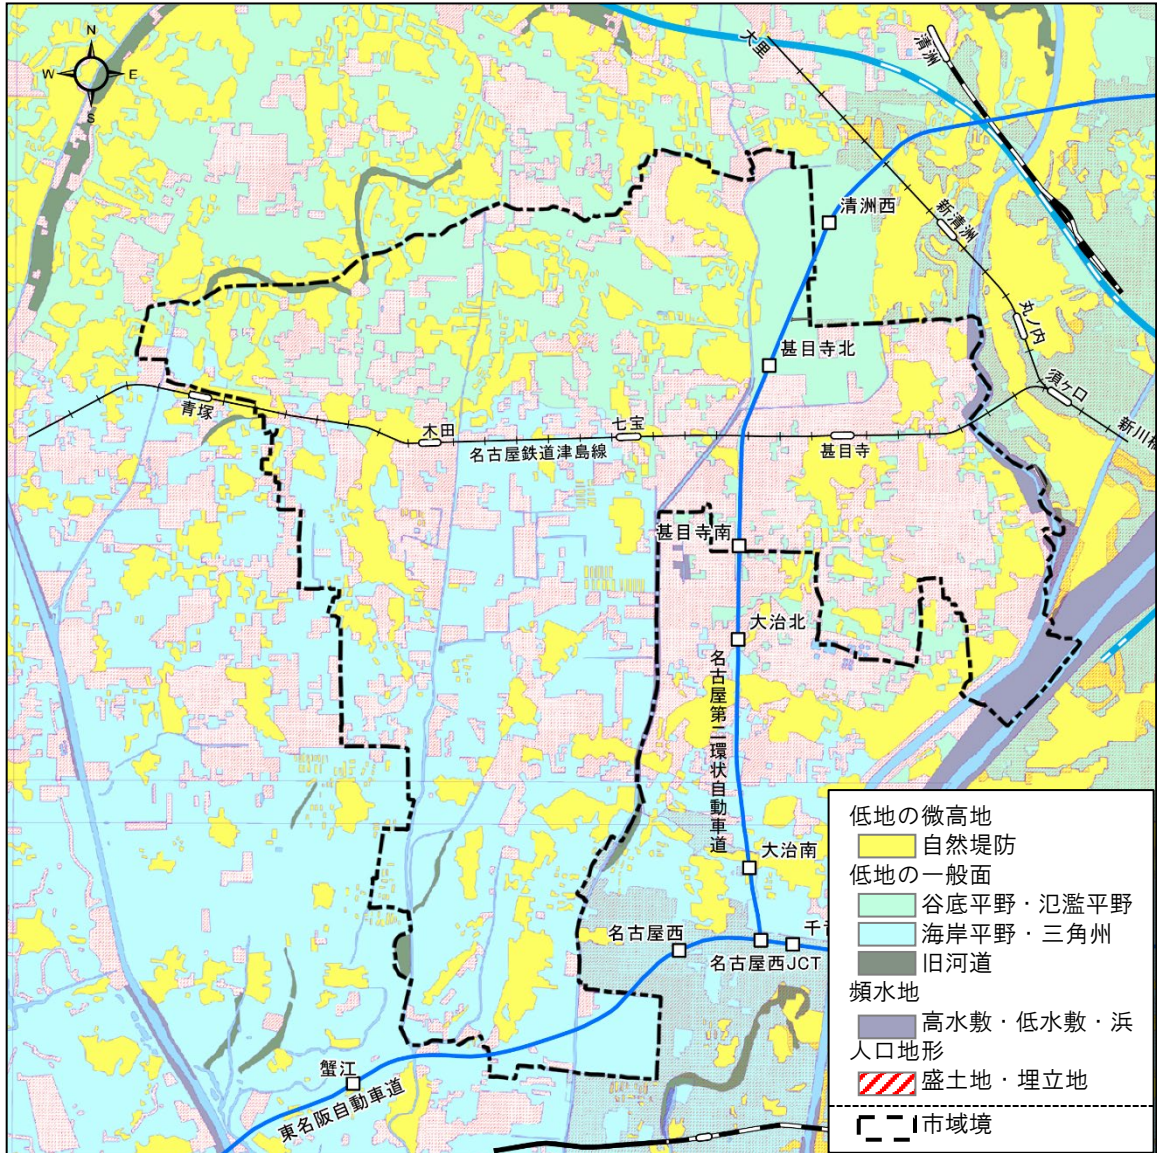 N
W
E
S
大里
清洲
清洲西
新清洲
丸ノ内
甚目寺北
須ヶ口
新川橋
青塚
木田
七宝
名古屋鉄道津島線
甚目寺
甚目寺南
大治北
名古屋第二環状自動車道
大治南
名古屋西
名古屋西JCT
千
蟹江
東名阪自動車道
低地の微高地
自然堤防
低地の一般面
谷底平野・氾濫平野
海岸平野・三角州
旧河道
頻水地
高水敷・低水敷・浜
人口地形
盛土地・埋立地
市域境